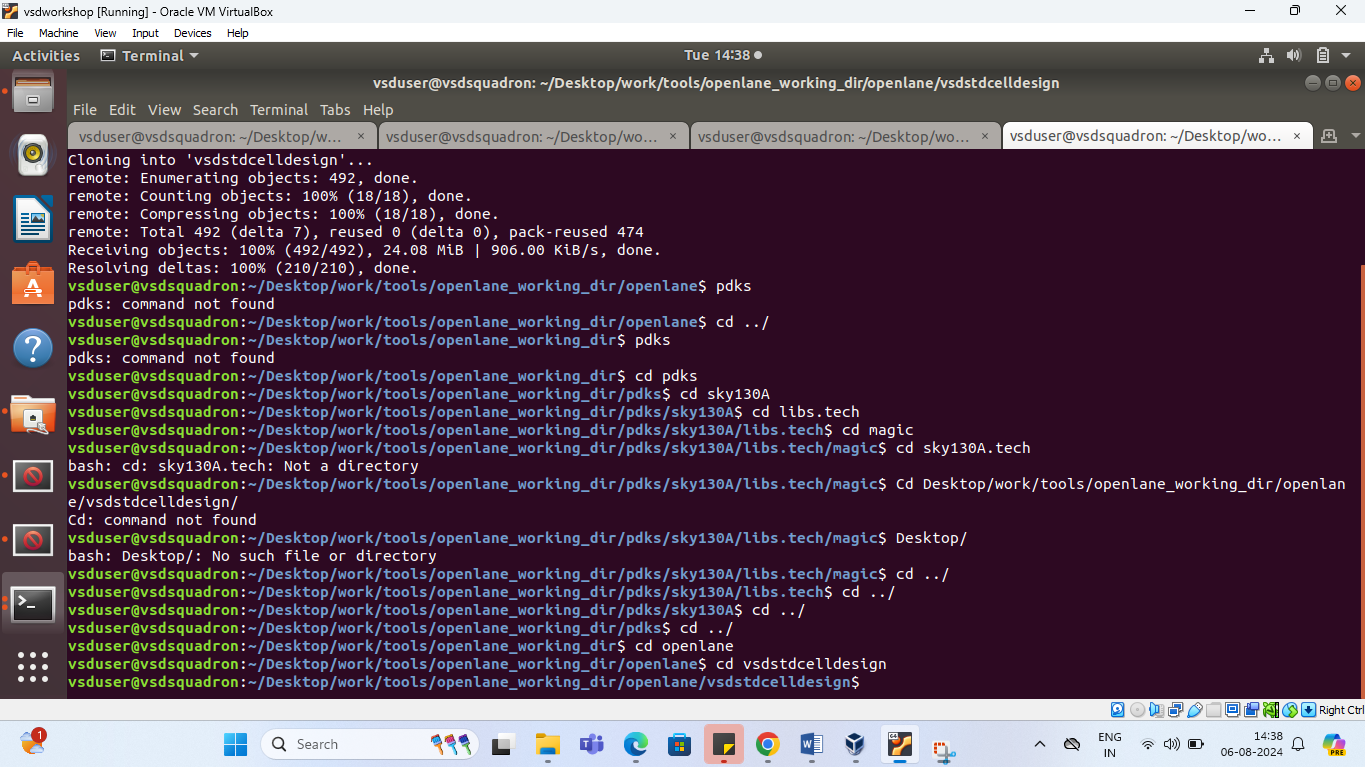 vsdworkshop [Running] - Oracle VM VirtualBox
File Machine View Input Devices Help
Activities Terminal Tue 14:38
vsduser@vsdsquadron: ~/Desktop/work/tools/openlane_working_dir/openlane/vsdstdcelldesign
File Edit View Search Terminal Tabs Help
vsduser@vsdsquadron: ~/Desktop/w... × vsduser@vsdsquadron: ~/Desktop/wo... × vsduser@vsdsquadron: ~/Desktop/wo... × vsduser@vsdsquadron: ~/Desktop/wo... ×
Cloning into 'vsdstdcelldesign'...
remote: Enumerating objects: 492, done.
remote: Counting objects: 100% (18/18), done.
remote: Compressing objects: 100% (18/18), done.
remote: Total 492 (delta 7), reused 0 (delta 0), pack-reused 474
Receiving objects: 100% (492/492), 24.08 MiB | 906.00 KiB/s, done.
Resolving deltas: 100% (210/210), done.
vsduser@vsdsquadron:~/Desktop/work/tools/openlane_working_dir/openlane$ pdks
pdks: command not found
vsduser@vsdsquadron:~/Desktop/work/tools/openlane_working_dir/openlane$ cd ../
vsduser@vsdsquadron:~/Desktop/work/tools/openlane_working_dir$ pdks
pdks: command not found
vsduser@vsdsquadron:~/Desktop/work/tools/openlane_working_dir$ cd pdks
vsduser@vsdsquadron:~/Desktop/work/tools/openlane_working_dir/pdks$ cd sky130A
vsduser@vsdsquadron:~/Desktop/work/tools/openlane_working_dir/pdks/sky130A$ cd libs.tech
vsduser@vsdsquadron:~/Desktop/work/tools/openlane_working_dir/pdks/sky130A/libs.tech$ cd magic
vsduser@vsdsquadron:~/Desktop/work/tools/openlane_working_dir/pdks/sky130A/libs.tech/magic$ cd sky130A.tech
bash: cd: sky130A.tech: Not a directory
vsduser@vsdsquadron:~/Desktop/work/tools/openlane_working_dir/pdks/sky130A/libs.tech/magic$ Cd Desktop/work/tools/openlane_working_dir/openlan
e/vsdstdcelldesign/
Cd: command not found
vsduser@vsdsquadron:~/Desktop/work/tools/openlane_working_dir/pdks/sky130A/libs.tech/magic$ Desktop/
bash: Desktop/: No such file or directory
vsduser@vsdsquadron:~/Desktop/work/tools/openlane_working_dir/pdks/sky130A/libs.tech/magic$ cd ../
vsduser@vsdsquadron:~/Desktop/work/tools/openlane_working_dir/pdks/sky130A/libs.tech$ cd ../
vsduser@vsdsquadron:~/Desktop/work/tools/openlane_working_dir/pdks/sky130A$ cd ../
vsduser@vsdsquadron:~/Desktop/work/tools/openlane_working_dir/pdks$ cd ../
vsduser@vsdsquadron:~/Desktop/work/tools/openlane_working_dir$ cd openlane
vsduser@vsdsquadron:~/Desktop/work/tools/openlane_working_dir/openlane$ cd vsdstdcelldesign
vsduser@vsdsquadron:~/Desktop/work/tools/openlane_working_dir/openlane/vsdstdcelldesign$
Right Ctrl
1 Search ENG 14:38
IN 06-08-2024 PRE